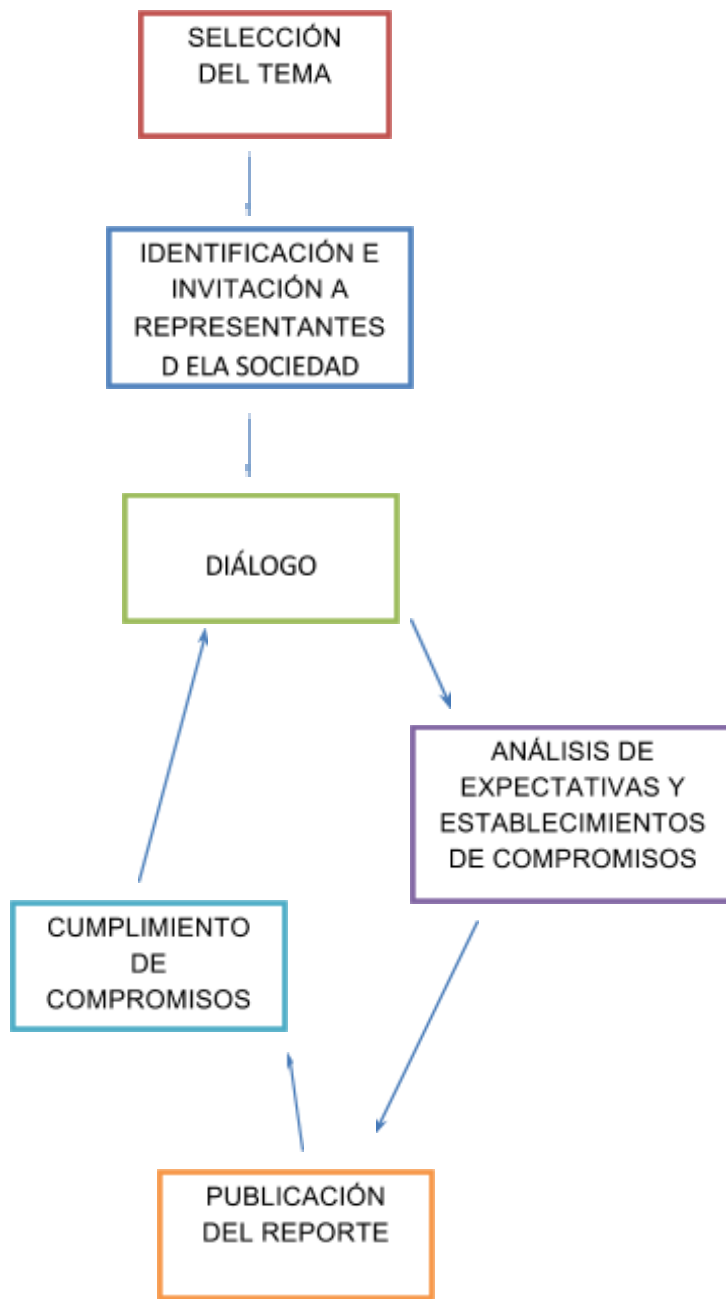 SELECCIÓN
DEL TEMA
IDENTIFICACIÓN E
INVITACIÓN A
REPRESENTANTES
D ELA SOCIEDAD
DIÁLOGO
ANÁLISIS DE
EXPECTATIVAS Y
ESTABLECIMIENTOS
DE COMPROMISOS
CUMPLIMIENTO
DE
COMPROMISOS
PUBLICACIÓN
DEL REPORTE